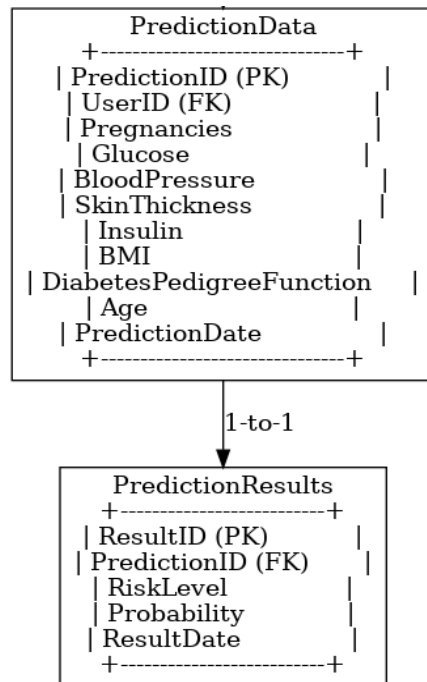 PredictionData
+-------------------------------+
| PredictionID (PK) |
| UserID (FK) |
| Pregnancies |
| Glucose |
| BloodPressure |
| SkinThickness |
| Insulin |
| BMI |
| DiabetesPedigreeFunction |
| Age |
| PredictionDate |
+-------------------------------+
1-to-1
PredictionResults
+--------------------------+
| ResultID (PK) |
| PredictionID (FK) |
| RiskLevel |
| Probability |
| ResultDate |
+--------------------------+